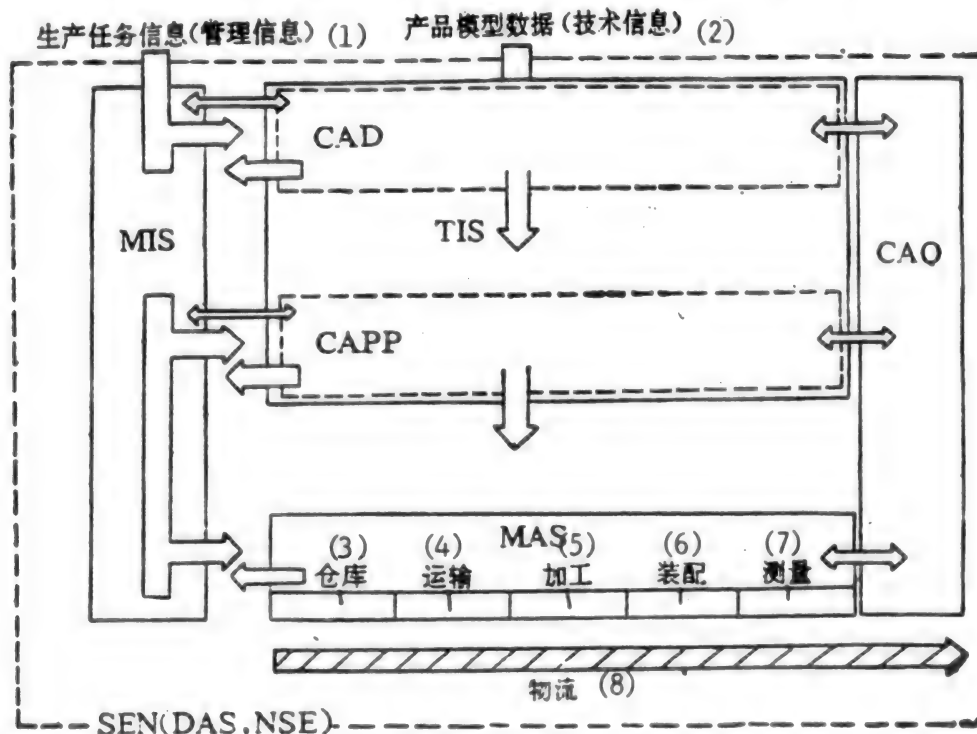 生产任务信息(管理信息) (1) 产品模型数据(技术信息) (2)
CAD
MIS
TIS
CAQ
CAPP
MAS
(3) (4) (5) (6) (7)
仓库 运输 加工 装配 测量
物流 (8)
SEN(DAS,NSE)